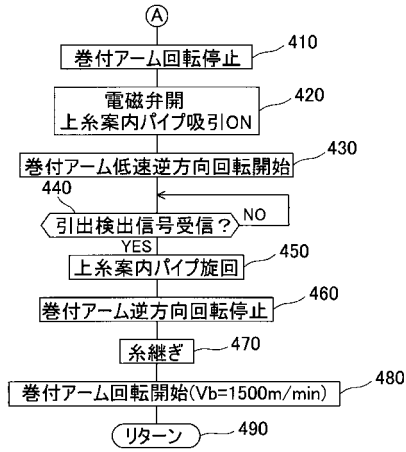 A
巻付アーム回転停止
410
電磁弁開
上糸案内パイプ吸引ON
420
巻付アーム低速逆方向回転開始
430
440
引出検出信号受信?
NO
YES
上糸案内パイプ旋回
450
巻付アーム逆方向回転停止
460
糸継ぎ
470
巻付アーム回転開始(Vb=1500m/min)
480
リターン
490